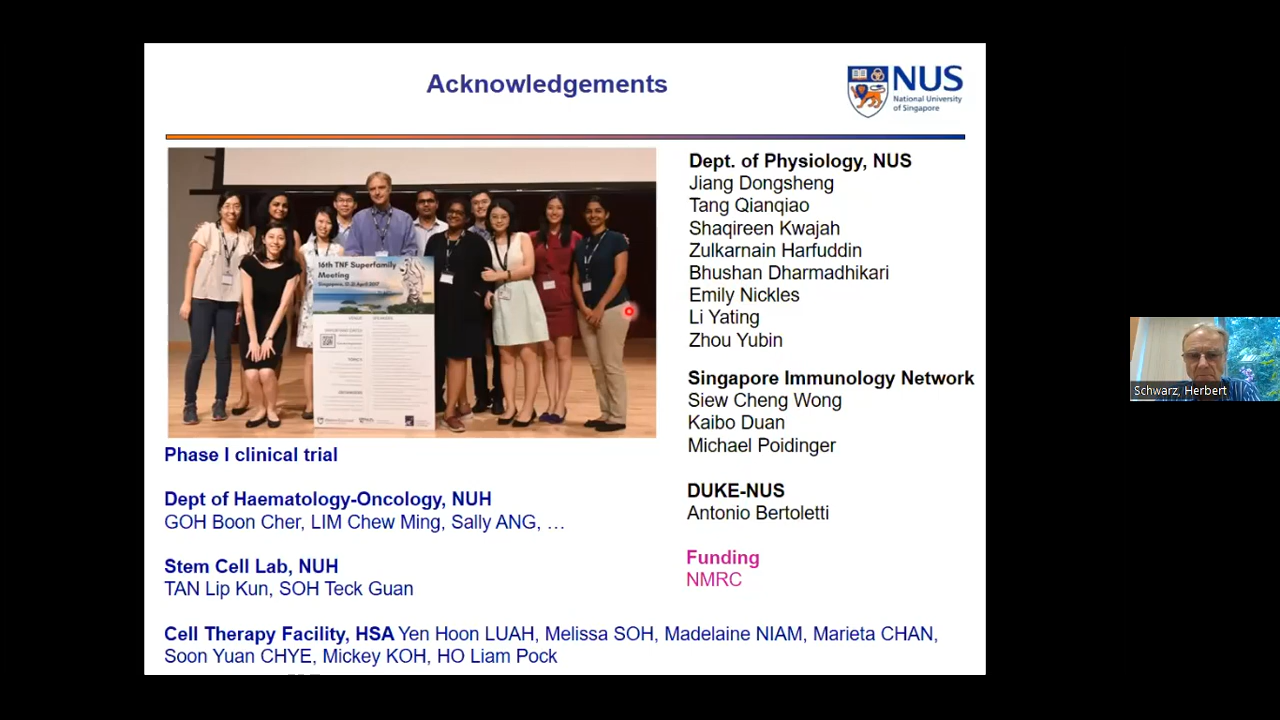 Acknowledgements
NUS
National University
of Singapore
16th TNF Superfamily
Meeting
Dept. of Physiology, NUS
Jiang Dongsheng
Tang Qianqiao
Shaqireen Kwajah
Zulkarnain Harfuddin
Bhushan Dharmadhikari
Emily Nickles
Li Yating
Zhou Yubin
Singapore Immunology Network
Siew Cheng Wong
Kaibo Duan
Michael Poidinger
DUKE-NUS
Antonio Bertoletti
Funding
NMRC
Phase I clinical trial
Dept of Haematology-Oncology, NUH
GOH Boon Cher, LIM Chew Ming, Sally ANG, …
Stem Cell Lab, NUH
TAN Lip Kun, SOH Teck Guan
Cell Therapy Facility, HSA Yen Hoon LUAH, Melissa SOH, Madelaine NIAM, Marieta CHAN,
Soon Yuan CHYE, Mickey KOH, HO Liam Pock
Schwarz, Herbert